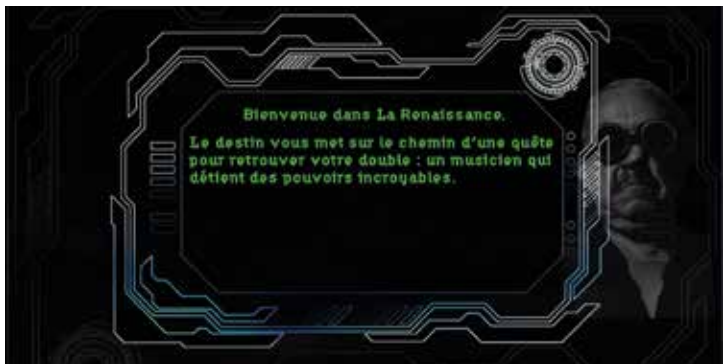 Bienvenue dans La Renaissance.
Le destin vous met sur le chemin d'une quête
pour retrouver votre double : un musicien qui
détient des pouvoirs incroyables.